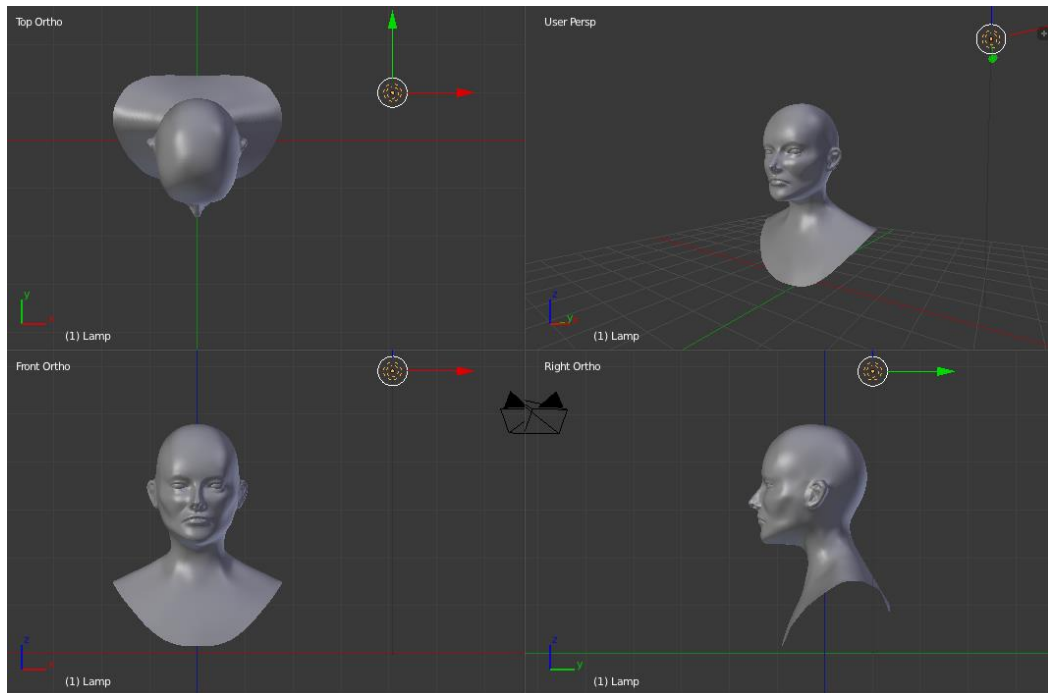 Top Ortho
User Persp
y
x
(1) Lamp
z
y
(1) Lamp
Front Ortho
Right Ortho
z
x
(1) Lamp
z
y
(1) Lamp